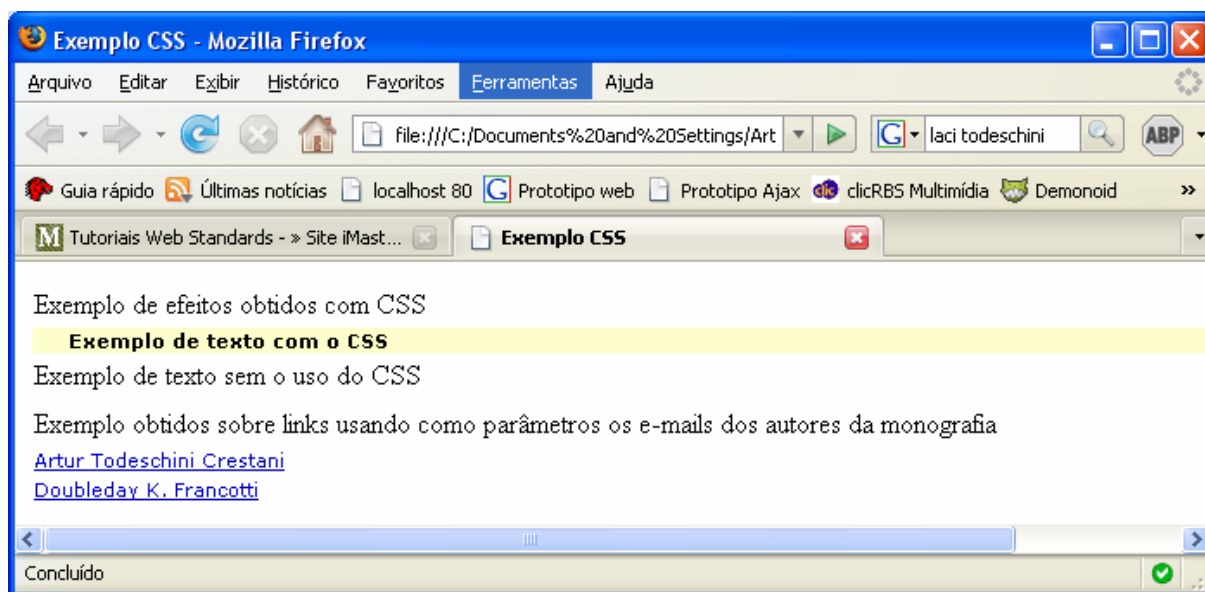 Exemplo CSS - Mozilla Firefox
Arquivo Editar Exibir Histórico Favoritos Ferramentas Ajuda
file:///C:/Documents%20and%20Settings/Art G laci todeschini ABP
Guia rápido Últimas notícias localhost 80 G Prototipo web Prototipo Ajax clic clicRBS Multimídia Demonoid »
M Tutoriais Web Standards - » Site iMast... Exemplo CSS
Exemplo de efeitos obtidos com CSS
Exemplo de texto com o CSS
Exemplo de texto sem o uso do CSS
Exemplo obtidos sobre links usando como parâmetros os e-mails dos autores da monografia
Artur Todeschini Crestani
Doubleday K. Francotti
Concluído